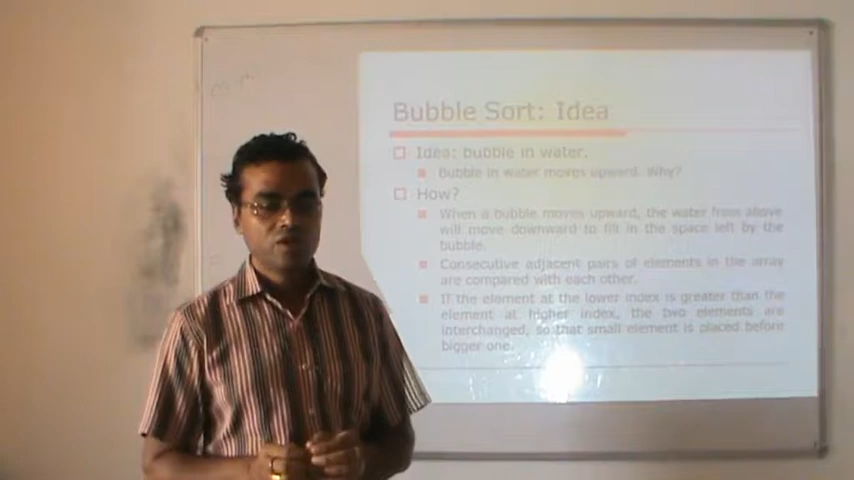 Bubble Sort: Idea
Idea: bubble in water.
Bubble in water moves upward. Why?
How?
When a bubble moves upward, the water from above
will move downward to fill in the space left by the
bubble.
Consecutive adjacent pairs of elements in the array
are compared with each other.
If the element at the lower index is greater than the
element at higher index, the two elements are
interchanged, so that small element is placed before
bigger one.